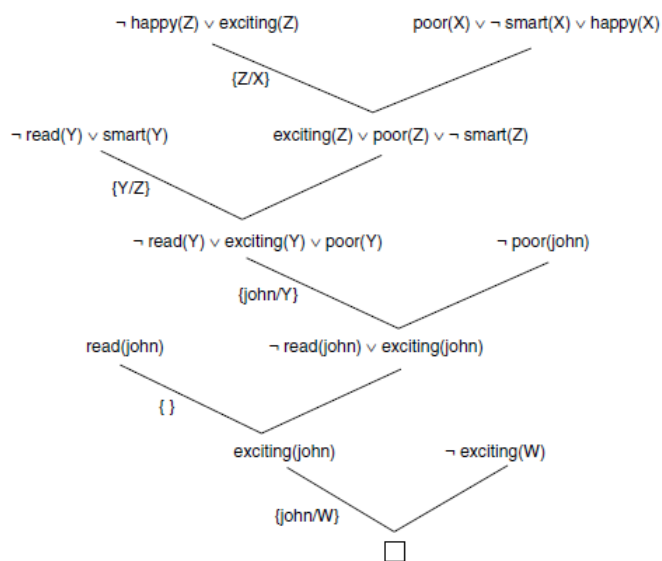 ¬ happy(Z) ∨ exciting(Z) poor(X) ∨ ¬ smart(X) ∨ happy(X)
{Z/X}
¬ read(Y) ∨ smart(Y) exciting(Z) ∨ poor(Z) ∨ ¬ smart(Z)
{Y/Z}
¬ read(Y) ∨ exciting(Y) ∨ poor(Y) ¬ poor(john)
{john/Y}
read(john) ¬ read(john) ∨ exciting(john)
{ }
exciting(john) ¬ exciting(W)
{john/W}